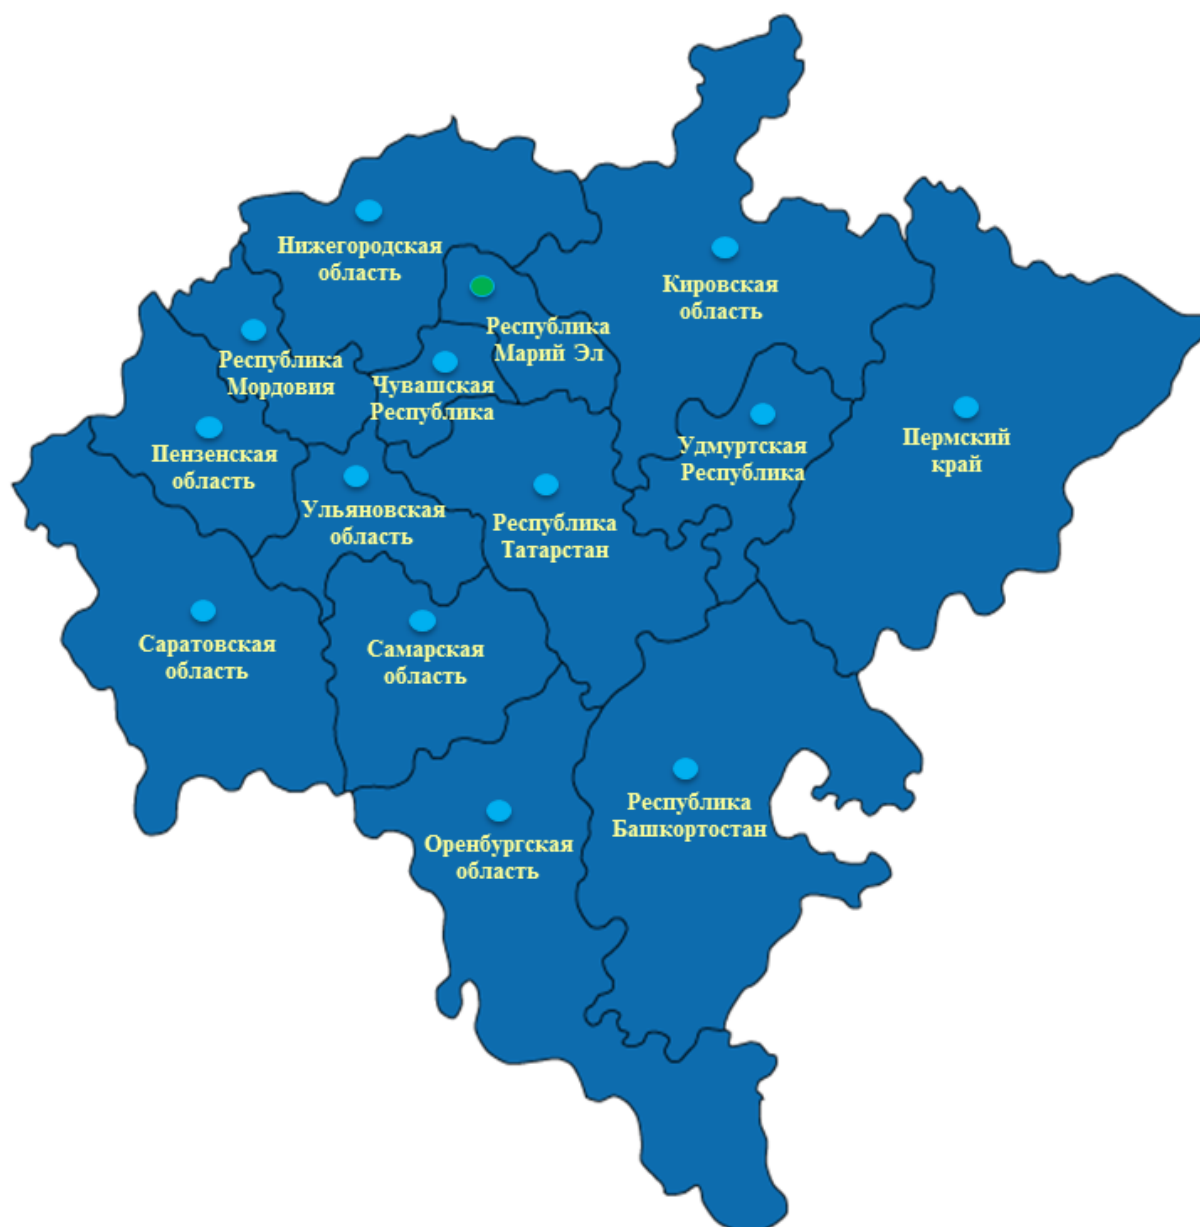 Нижегородская
область
Кировская
область
Республика
Марий Эл
Республика
Мордовия
Чувашская
Республика
Пермский
край
Удмуртская
Республика
Пензенская
область
Ульяновская
область
Республика
Татарстан
Саратовская
область
Самарская
область
Республика
Башкортостан
Оренбургская
область